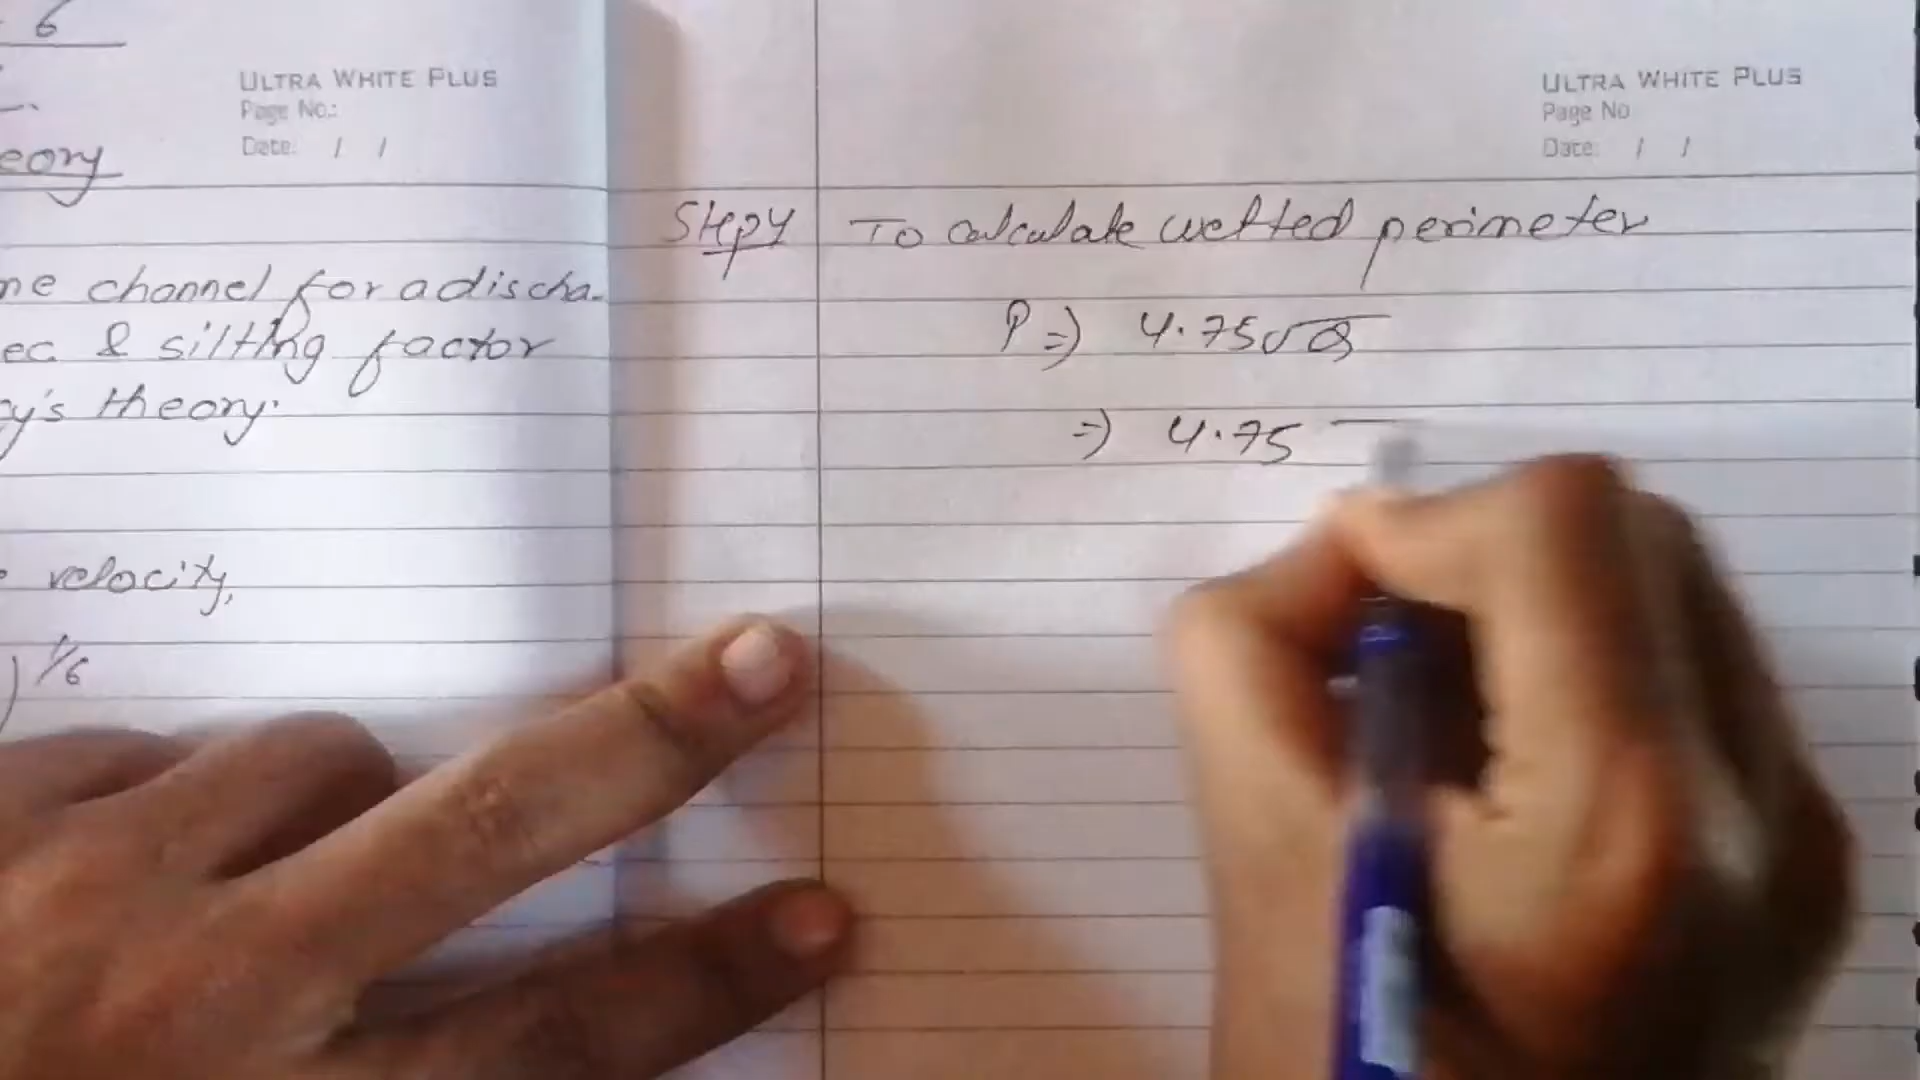 6
ULTRA WHITE PLUS
Page No.:
Date: / /
eory
ne channel for a discha-
ec & silting factor
cy's theory.
velocity,
) 1/6
ULTRA WHITE PLUS
Page No
Date: / /
Step 4 To calculate wetted perimeter
P => 4.75√Q
=> 4.75